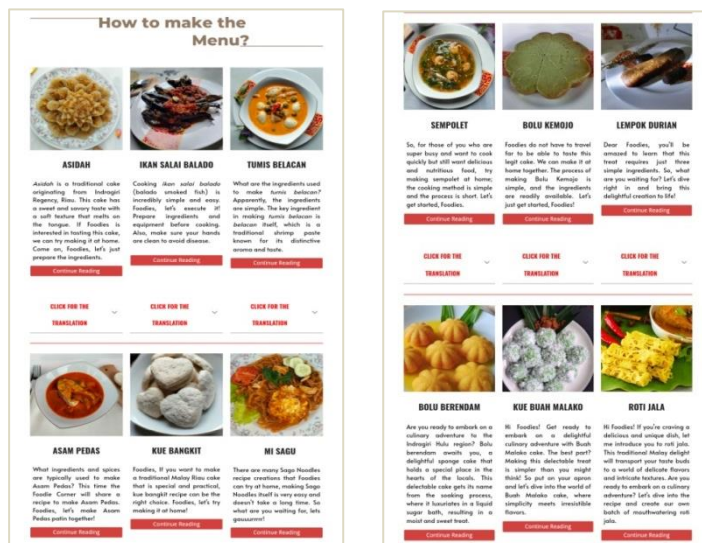 How to make the
Menu?
ASIDAH
Asidah is a traditional cake
originating from Indragiri
Regency, Riau. This cake has
a sweet and savory taste with
a soft texture that melts on
the tongue. If Foodies is
interested in tasting this cake,
we can try making it at home.
Come on, Foodies, let's just
prepare the ingredients.
Continue Reading
IKAN SALAI BALADO
Cooking ikan salai balado
(balado smoked fish) is
incredibly simple and easy.
Foodies, let's execute it!
Prepare ingredients and
equipment before cooking.
Also, make sure your hands
are clean to avoid disease.
Continue Reading
TUMIS BELACAN
What are the ingredients used
to make tumis belacan?
Apparently, the ingredients
are simple. The key ingredient
in making tumis belacan is
belacan itself, which is a
traditional shrimp paste
known for its distinctive
aroma and taste.
Continue Reading
CLICK FOR THE
TRANSLATION
CLICK FOR THE
TRANSLATION
CLICK FOR THE
TRANSLATION
ASAM PEDAS
What ingredients and spices
are typically used to make
Asam Pedas? This time the
Foodie Corner will share a
recipe to make Asam Pedas.
Foodies, let's make Asam
Pedas patin together!
Continue Reading
KUE BANGKIT
Foodies, If you want to make
a traditional Malay Riau cake
that is special and practical,
kue bangkit recipe can be the
right choice. Foodies, let's try
making it at home!
Continue Reading
MI SAGU
There are many Sago Noodles
recipe creations that Foodies
can try at home, making Sago
Noodles itself is very easy and
doesn't take a long time. So
what are you waiting for, lets
gasuurrrr!
Continue Reading
SEMPOLET
So, for those of you who are
super busy and want to cook
quickly but still want delicious
and nutritious food, try
making sempolet at home;
the cooking method is simple
and the process is short. Let's
get started, Foodies.
Continue Reading
BOLU KEMOJO
Foodies do not have to travel
far to be able to taste this
legit cake. We can make it at
home together. The process of
making Bolu Kemojo is
simple, and the ingredients
are readily available. Let's
just get started, Foodies!
Continue Reading
LEMPOK DURIAN
Dear Foodies, you'll be
amazed to learn that this
treat requires just three
simple ingredients. So, what
are you waiting for? Let's dive
right in and bring this
delightful creation to life!
Continue Reading
CLICK FOR THE
TRANSLATION
CLICK FOR THE
TRANSLATION
CLICK FOR THE
TRANSLATION
BOLU BERENDAM
Are you ready to embark on a
culinary adventure to the
Indragiri Hulu region? Bolu
berendam awaits you, a
delightful sponge cake that
holds a special place in the
hearts of the locals. This
delectable cake gets its name
from the soaking process,
where it luxuriates in a liquid
sugar bath, resulting in a
moist and sweet treat.
Continue Reading
KUE BUAH MALAKO
Hi Foodies! Get ready to
embark on a delightful
culinary adventure with Buah
Malako cake. The best part?
Making this delectable treat
is simpler than you might
think! So put on your apron
and let's dive into the world of
Buah Malako cake, where
simplicity meets irresistible
flavors.
Continue Reading
ROTI JALA
Hi Foodies! If you're craving a
delicious and unique dish, let
me introduce you to roti jala.
This traditional Malay delight
will transport your taste buds
to a world of delicate flavors
and intricate textures. Are you
ready to embark on a culinary
adventure? Let's dive into the
recipe and create our own
batch of mouthwatering roti
jala.
Continue Reading